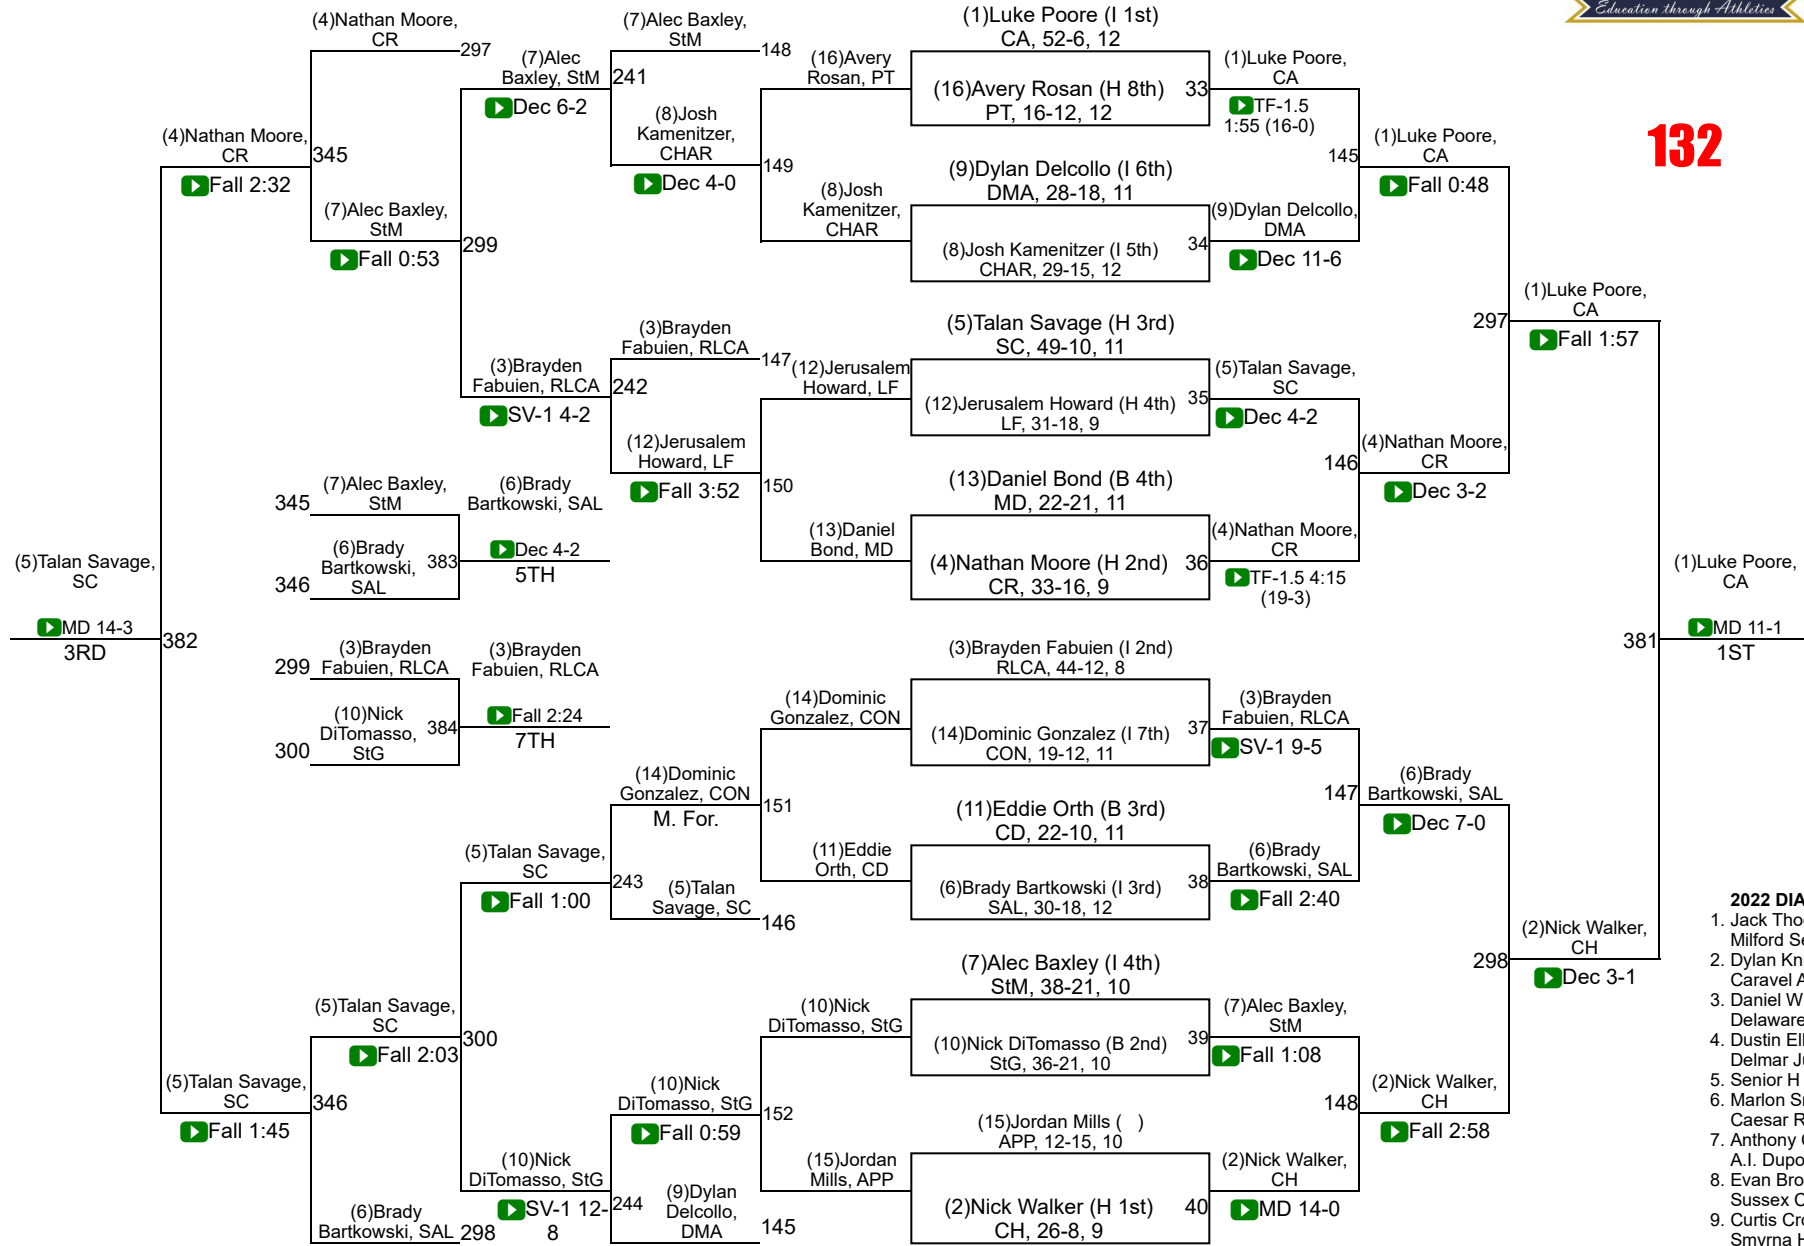 Education through Athletics
132
(4)Nathan Moore,
CR
297
(7)Alec
Baxley, StM
Dec 6-2
(7)Alec Baxley,
StM
148
241
(8)Josh
Kamenitzer,
CHAR
Dec 4-0
149
(16)Avery
Rosan, PT
(8)Josh
Kamenitzer,
CHAR
(1)Luke Poore (I 1st)
CA, 52-6, 12
(16)Avery Rosan (H 8th)
PT, 16-12, 12
33
(1)Luke Poore,
CA
TF-1.5
1:55 (16-0)
(9)Dylan Delcollo (I 6th)
DMA, 28-18, 11
(8)Josh Kamenitzer (I 5th)
CHAR, 29-15, 12
34
(9)Dylan Delcollo,
DMA
Dec 11-6
145
(1)Luke Poore,
CA
Fall 0:48
(4)Nathan Moore,
CR
Fall 2:32
345
(7)Alec Baxley,
StM
Fall 0:53
299
(3)Brayden
Fabuien, RLCA
SV-1 4-2
(3)Brayden
Fabuien, RLCA
147
242
(12)Jerusalem
Howard, LF
Fall 3:52
150
(12)Jerusalem
Howard, LF
(13)Daniel
Bond, MD
(5)Talan Savage (H 3rd)
SC, 49-10, 11
(12)Jerusalem Howard (H 4th)
LF, 31-18, 9
35
(5)Talan Savage,
SC
Dec 4-2
(13)Daniel Bond (B 4th)
MD, 22-21, 11
(4)Nathan Moore (H 2nd)
CR, 33-16, 9
36
(4)Nathan Moore,
CR
TF-1.5 4:15
(19-3)
146
(4)Nathan Moore,
CR
Dec 3-2
297
(1)Luke Poore,
CA
Fall 1:57
345
(7)Alec Baxley,
StM
346
(6)Brady
Bartkowski,
SAL
383
(6)Brady
Bartkowski, SAL
Dec 4-2
5TH
(5)Talan Savage,
SC
MD 14-3
3RD
382
299
(3)Brayden
Fabuien, RLCA
300
(10)Nick
DiTomasso,
StG
384
(3)Brayden
Fabuien, RLCA
Fall 2:24
7TH
381
(1)Luke Poore,
CA
MD 11-1
1ST
(14)Dominic
Gonzalez, CON
(3)Brayden Fabuien (I 2nd)
RLCA, 44-12, 8
(14)Dominic Gonzalez (I 7th)
CON, 19-12, 11
37
(3)Brayden
Fabuien, RLCA
SV-1 9-5
(14)Dominic
Gonzalez, CON
M. For.
151
(11)Eddie
Orth, CD
(11)Eddie Orth (B 3rd)
CD, 22-10, 11
(6)Brady Bartkowski (I 3rd)
SAL, 30-18, 12
38
(6)Brady
Bartkowski, SAL
Fall 2:40
147
(6)Brady
Bartkowski, SAL
Dec 7-0
(5)Talan Savage,
SC
Fall 1:00
243
(5)Talan
Savage, SC
146
(5)Talan Savage,
SC
Fall 2:03
300
(10)Nick
DiTomasso, StG
(7)Alec Baxley (I 4th)
StM, 38-21, 10
(10)Nick DiTomasso (B 2nd)
StG, 36-21, 10
39
(7)Alec Baxley,
StM
Fall 1:08
298
(2)Nick Walker,
CH
Dec 3-1
(5)Talan Savage,
SC
Fall 1:45
346
(10)Nick
DiTomasso, StG
Fall 0:59
152
(15)Jordan
Mills, APP
(15)Jordan Mills ( )
APP, 12-15, 10
(2)Nick Walker (H 1st)
CH, 26-8, 9
40
(2)Nick Walker,
CH
MD 14-0
148
(2)Nick Walker,
CH
Fall 2:58
(10)Nick
DiTomasso, StG
SV-1 12-
8
244
(9)Dylan
Delcollo,
DMA
145
(6)Brady
Bartkowski, SAL
298
2022 DIA
1. Jack Tho
Milford Se
2. Dylan Kn
Caravel A
3. Daniel W
Delaware
4. Dustin Ell
Delmar Ju
5. Senior H
6. Marlon Sr
Caesar R
7. Anthony
A.I. Dupo
8. Evan Bro
Sussex C
9. Curtis Cro
Smyrna H